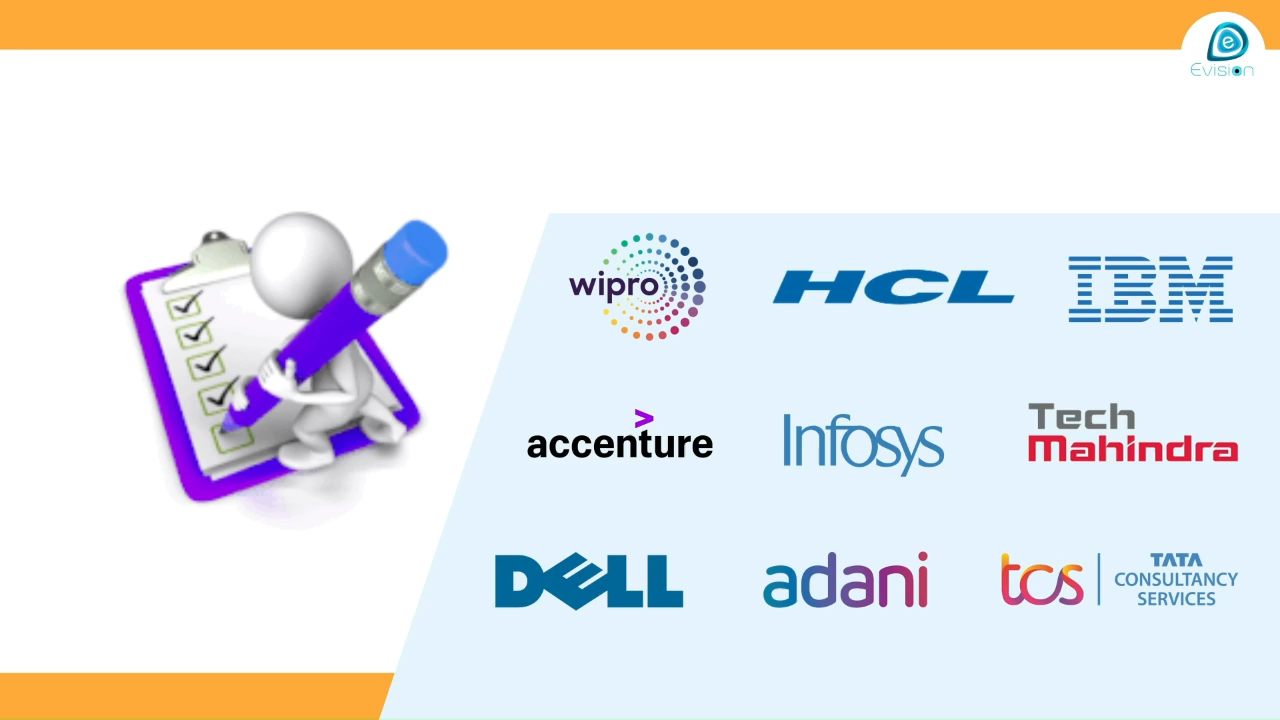 e
Evision
wipro
HCL
IBM
>
accenture
Infosys
Tech
Mahindra
DELL
adani
tcs
TATA
CONSULTANCY
SERVICES